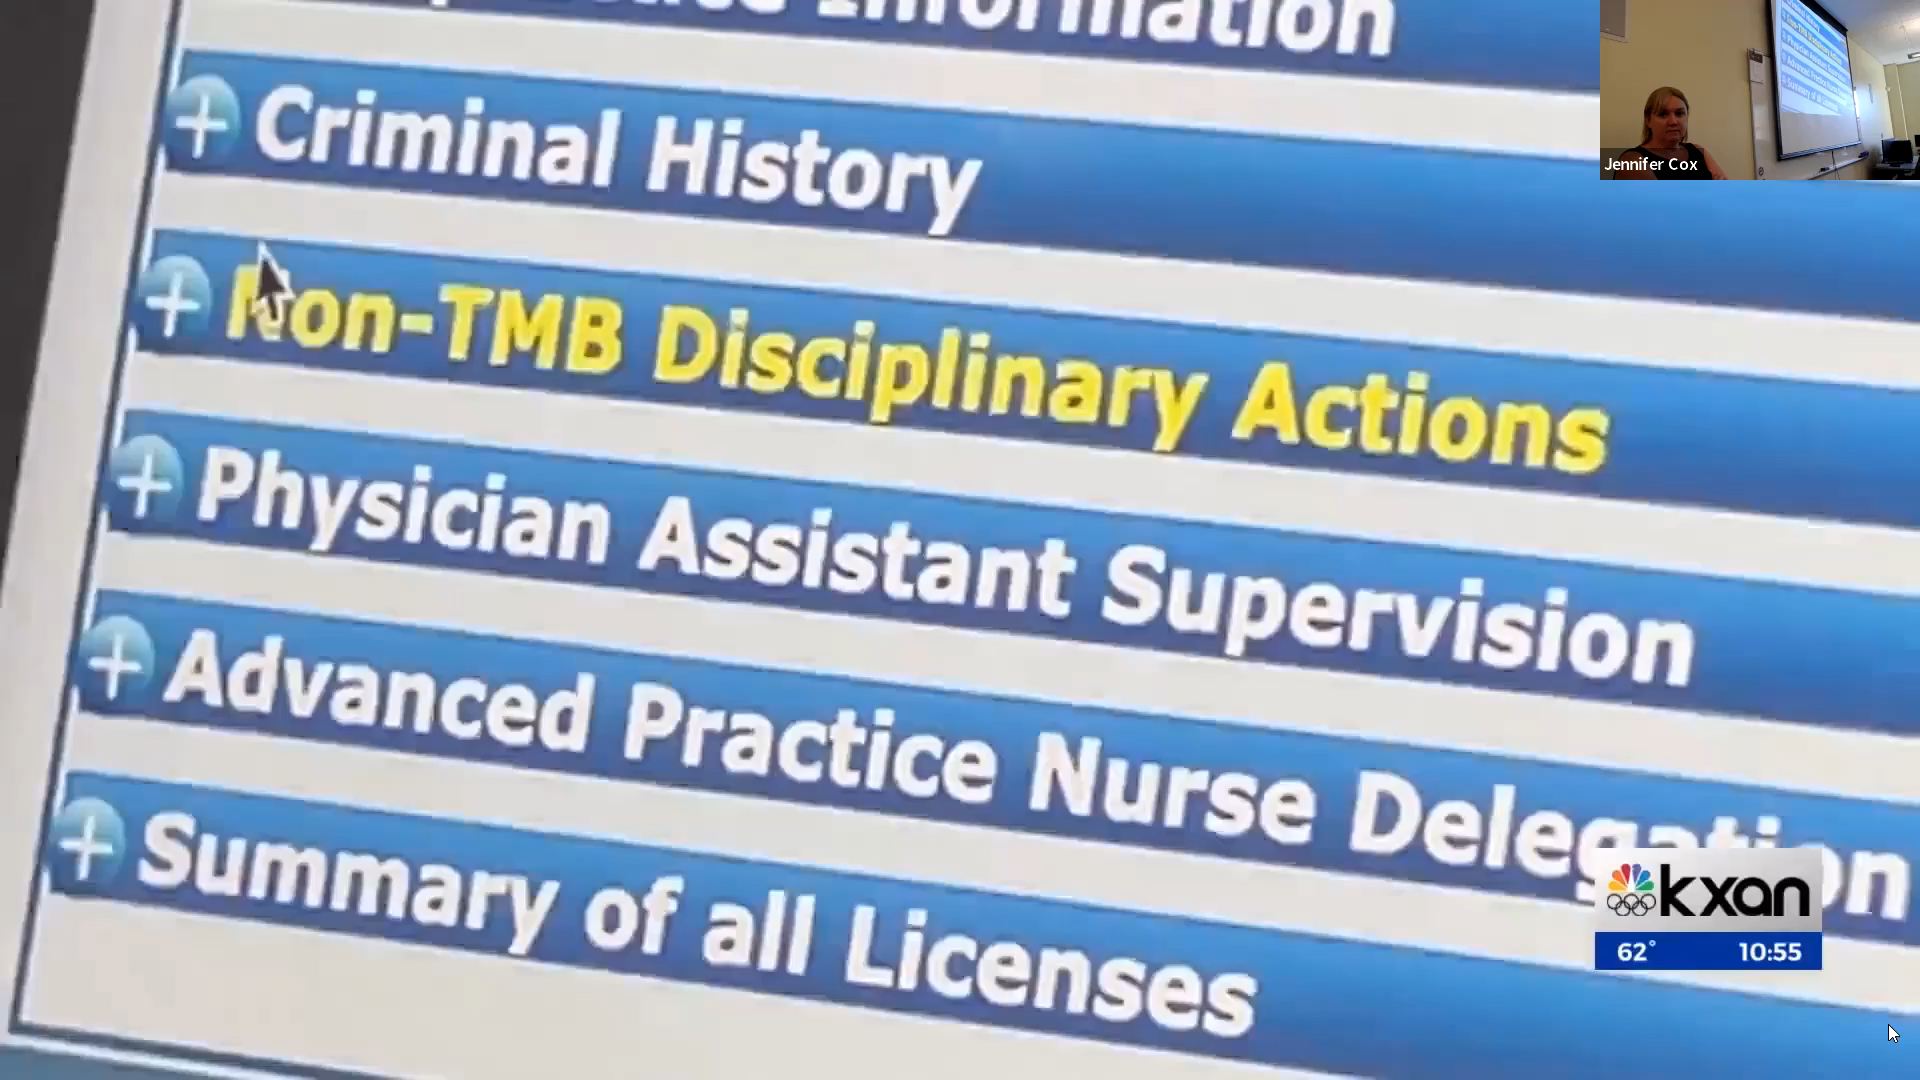 Information
Criminal History
Non-TMB Disciplinary Actions
Physician Assistant Supervision
Advanced Practice Nurse Delegation
Summary of all Licenses
Jennifer Cox
kxan
62° 10:55